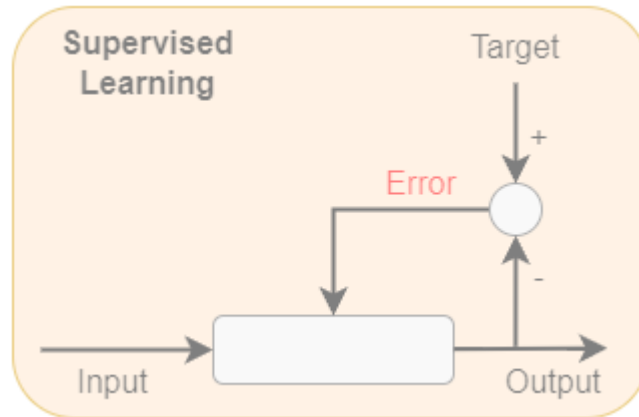 Supervised
Learning
Target
+
Error
-
Input
Output